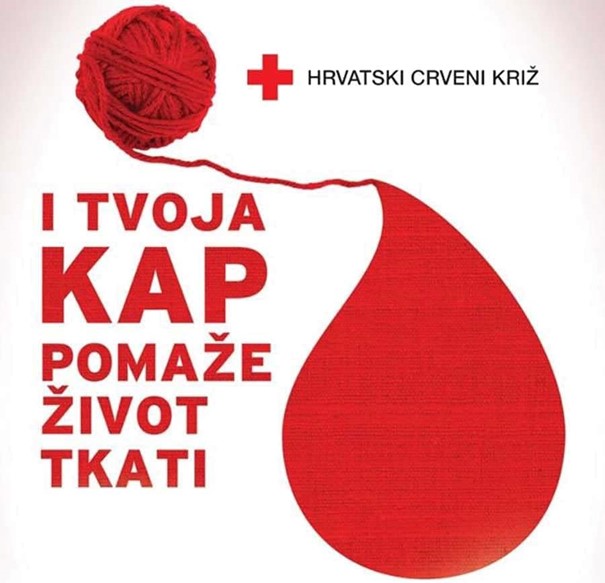 HRVATSKI CRVENI KRIŽ
I TVOJA
KAP
POMAŽE
ŽIVOT
TKATI